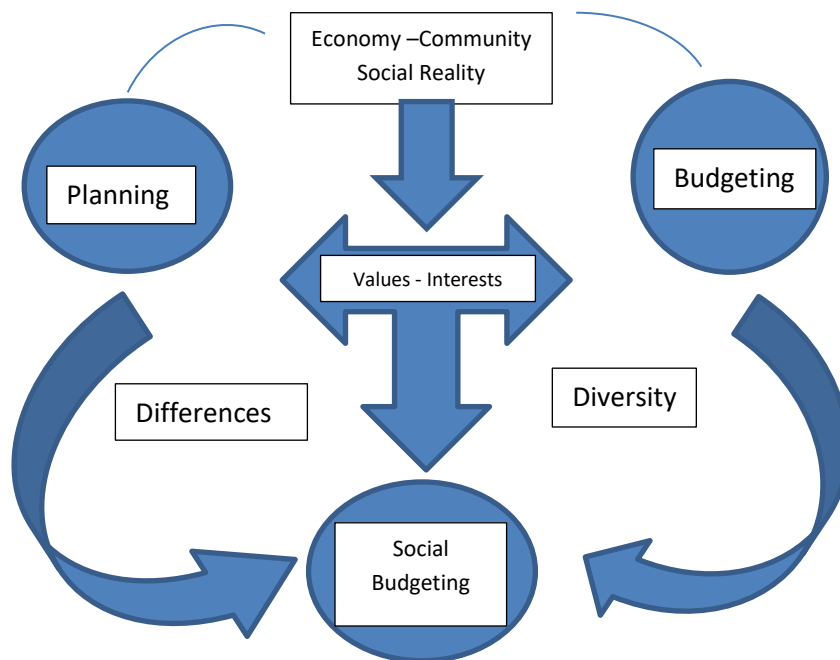 Economy –Community
Social Reality
Planning
Budgeting
Values - Interests
Differences
Diversity
Social
Budgeting